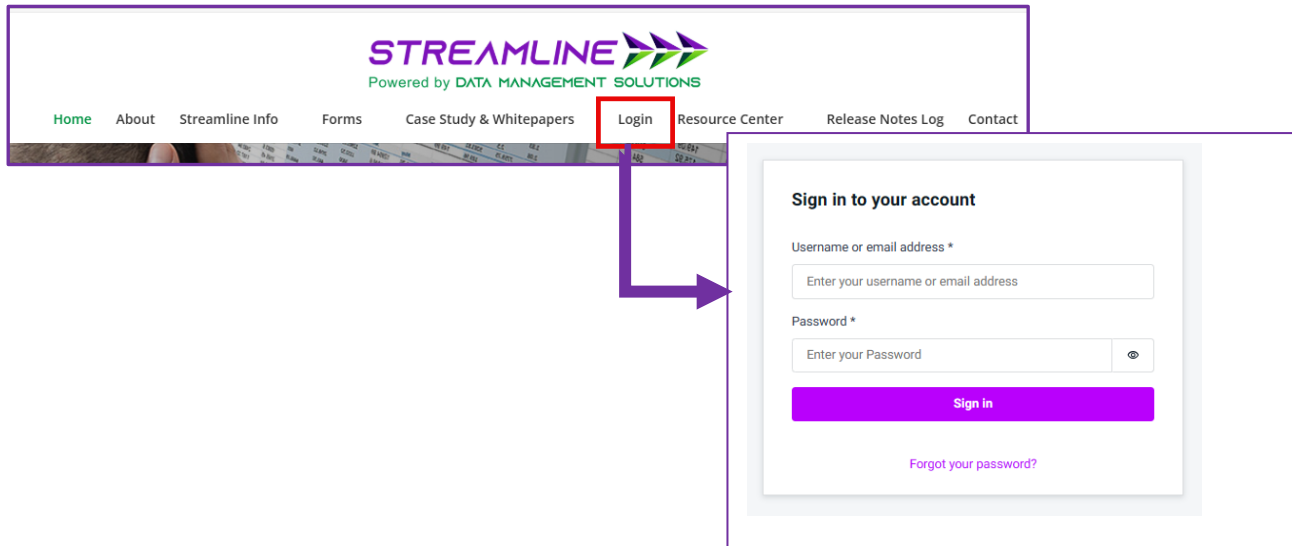 STREAMLINE
Powered by DATA MANAGEMENT SOLUTIONS
Home About Streamline Info Forms Case Study & Whitepapers Login Resource Center Release Notes Log Contact
Sign in to your account
Username or email address *
Enter your username or email address
Password *
Enter your Password
Sign in
Forgot your password?